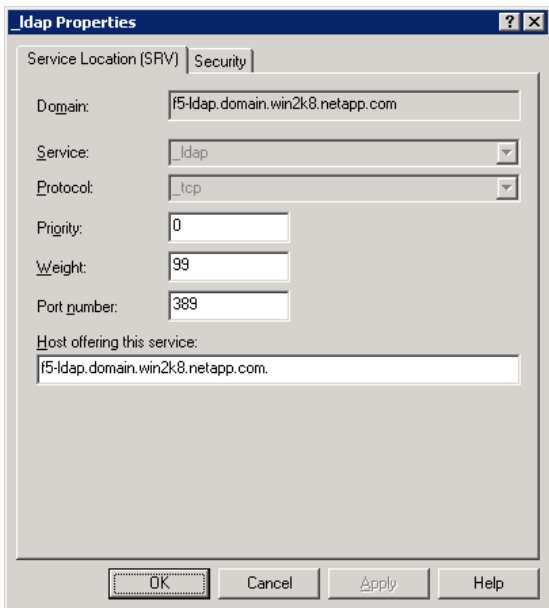 _ldap Properties
Service Location (SRV)
Security
Domain:
f5-ldap.domain.win2k8.netapp.com
Service:
_ldap
Protocol:
_tcp
Priority:
0
Weight:
99
Port number:
389
Host offering this service:
f5-ldap.domain.win2k8.netapp.com.
OK
Cancel
Apply
Help